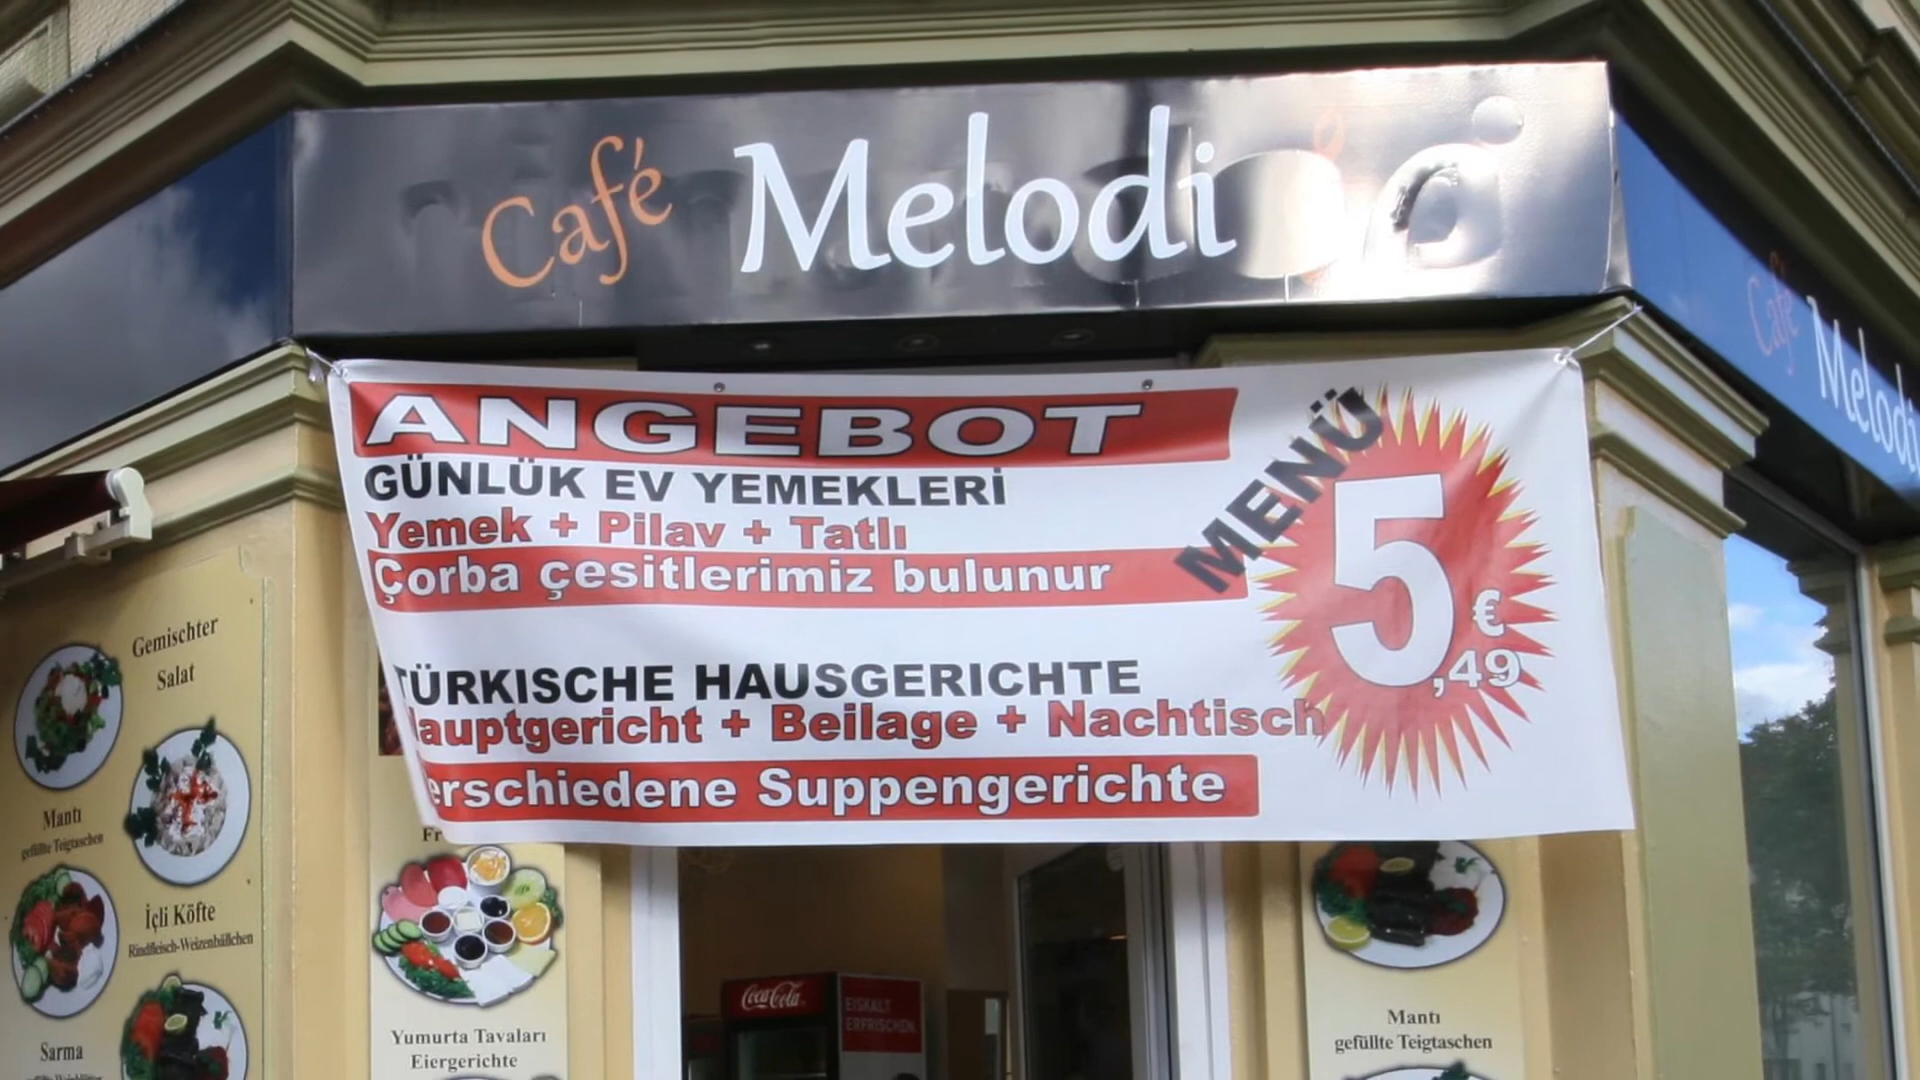 Café Melodi
Café Melodi
ANGEBOT
GÜNLÜK EV YEMEKLERİ
Yemek + Pilav + Tatlı
Çorba çesitlerimiz bulunur
MENÜ
5,49 €
TÜRKISCHE HAUSGERICHTE
Hauptgericht + Beilage + Nachtisch
erschiedene Suppengerichte
Gemischter
Salat
Mantı
gefüllte Teigtaschen
İçli Köfte
Rindfleisch-Weizenbällchen
Sarma
Fr
Yumurta Tavaları
Eiergerichte
Coca-Cola
EISKALT
ERFRISCHEN.
Mantı
gefüllte Teigtaschen